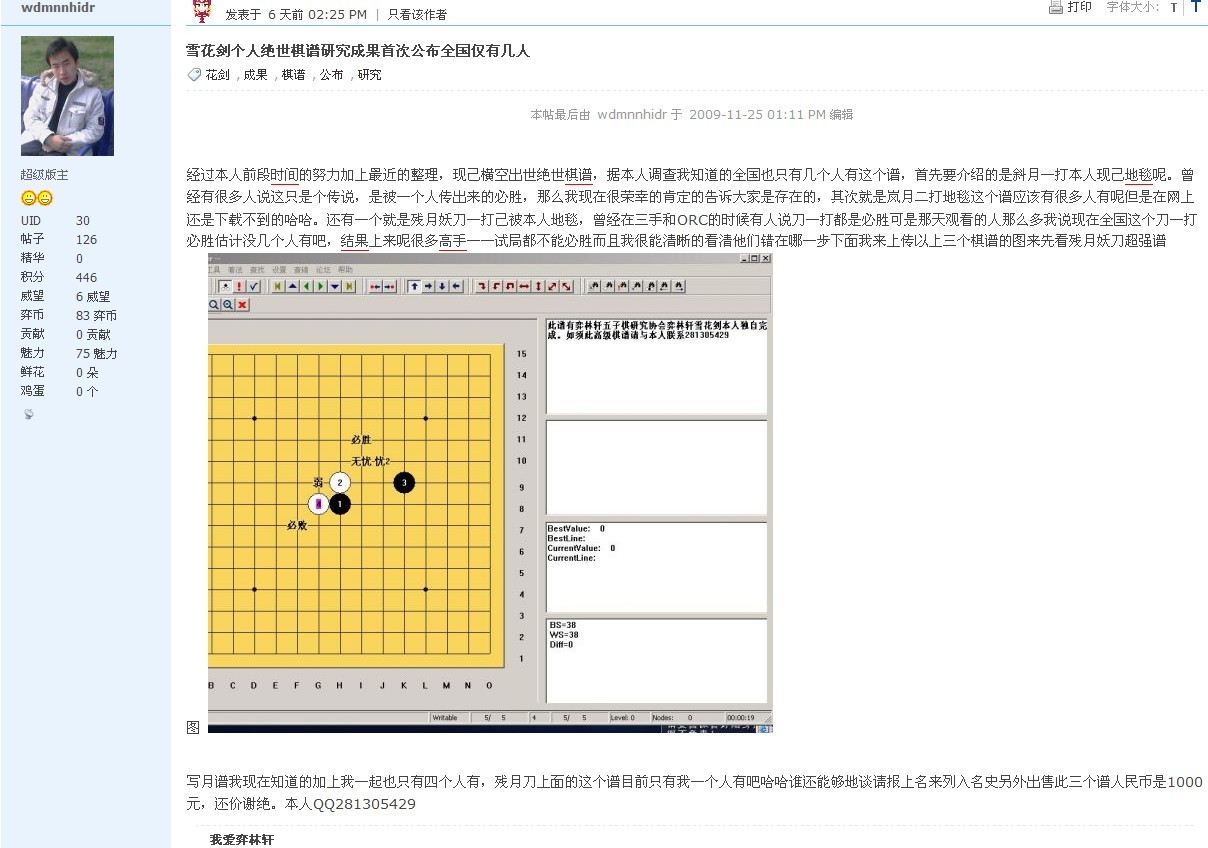 wdmnnhidr
发表于 6 天前 02:25 PM | 只看该作者
打印 字体大小: T T
雪花剑个人绝世棋谱研究成果首次公布全国仅有几人
花剑 , 成果 , 棋谱 , 公布 , 研究
本帖最后由 wdmnnhidr 于 2009-11-25 01:11 PM 编辑
超级版主
UID 30
帖子 126
精华 0
积分 446
威望 6 威望
弈币 83 弈币
贡献 0 贡献
魅力 75 魅力
鲜花 0 朵
鸡蛋 0 个
经过本人前段时间的努力加上最近的整理，现己横空出世绝世棋谱，据本人调查我知道的全国也只有几个人有这个谱，首先要介绍的是斜月一打本人现己地毯呢。曾
经有很多人说这只是个传说，是被一个人传出来的必胜，那么我现在很荣幸的肯定的告诉大家是存在的，其次就是岚月二打地毯这个谱应该有很多人有呢但是在网上
还是下载不到的哈哈。还有一个就是残月妖刀一打己被本人地毯，曾经在三手和ORC的时候有人说刀一打都是必胜可是那天观看的人那么多我说现在全国这个刀一打
必胜估计没几个人有吧，结果上来呢很多高手一一试局都不能必胜而且我很能清晰的看清他们错在哪一步下面我来上传以上三个棋谱的图来先看残月妖刀超强谱
工具 着法 查找 设置 查错 论坛 帮助
此谱有弈林轩五子棋研究协会弈林轩雪花剑本人独自完
成。如须此高级棋谱请与本人联系281305429
15
14
13
12
11
10
9
8
7
6
5
4
3
2
1
必胜
无忧-忧2
弱 2 3
4 1
必败
BestValue: 0
BestLine:
CurrentValue: 0
CurrentLine:
BS=38
WS=38
Diff=0
B C D E F G H I J K L M N O
Writable 5/ 5 4 5/ 5 Level: 0 Nodes: 0 00:00:19
图
写月谱我现在知道的加上我一起也只有四个人有，残月刀上面的这个谱目前只有我一个人有吧哈哈谁还能够地谈请报上名来列入名史另外出售此三个谱人民币是1000
元，还价谢绝。本人QQ281305429
我爱弈林轩